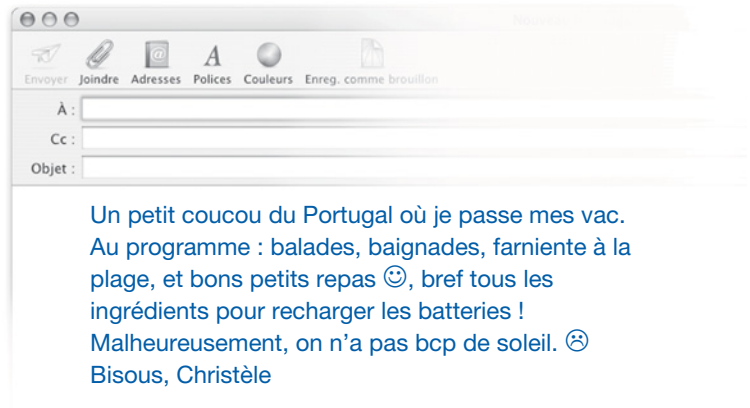 Envoyer Joindre Adresses Polices Couleurs Enreg. comme brouillon
À :
Cc :
Objet :
Un petit coucou du Portugal où je passe mes vac.
Au programme : balades, baignades, farniente à la
plage, et bons petits repas ☺, bref tous les
ingrédients pour recharger les batteries !
Malheureusement, on n’a pas bcp de soleil. ☹
Bisous, Christèle